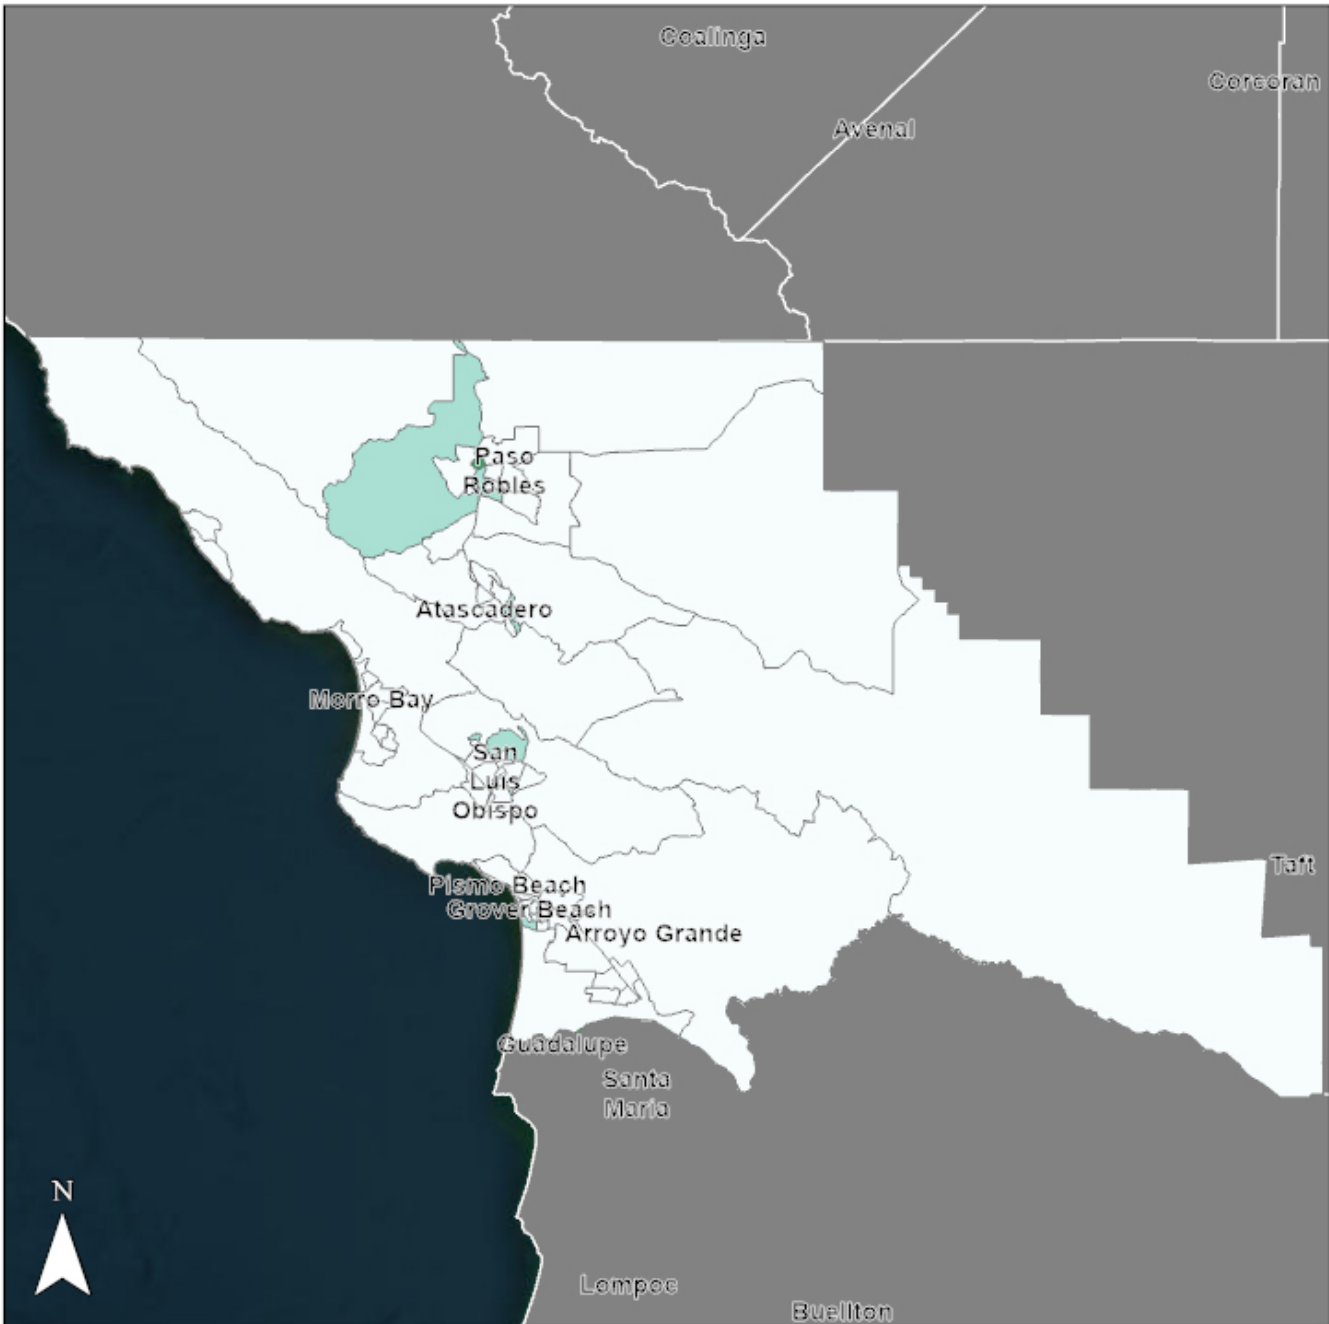 Coalinga
Corcoran
Avenal
Paso
Robles
Atascadero
Morro Bay
San
Luis
Obispo
Pismo Beach
Grover Beach
Arroyo Grande
Taft
Guadalupe
Santa
Maria
N
Lompoc
Buellton